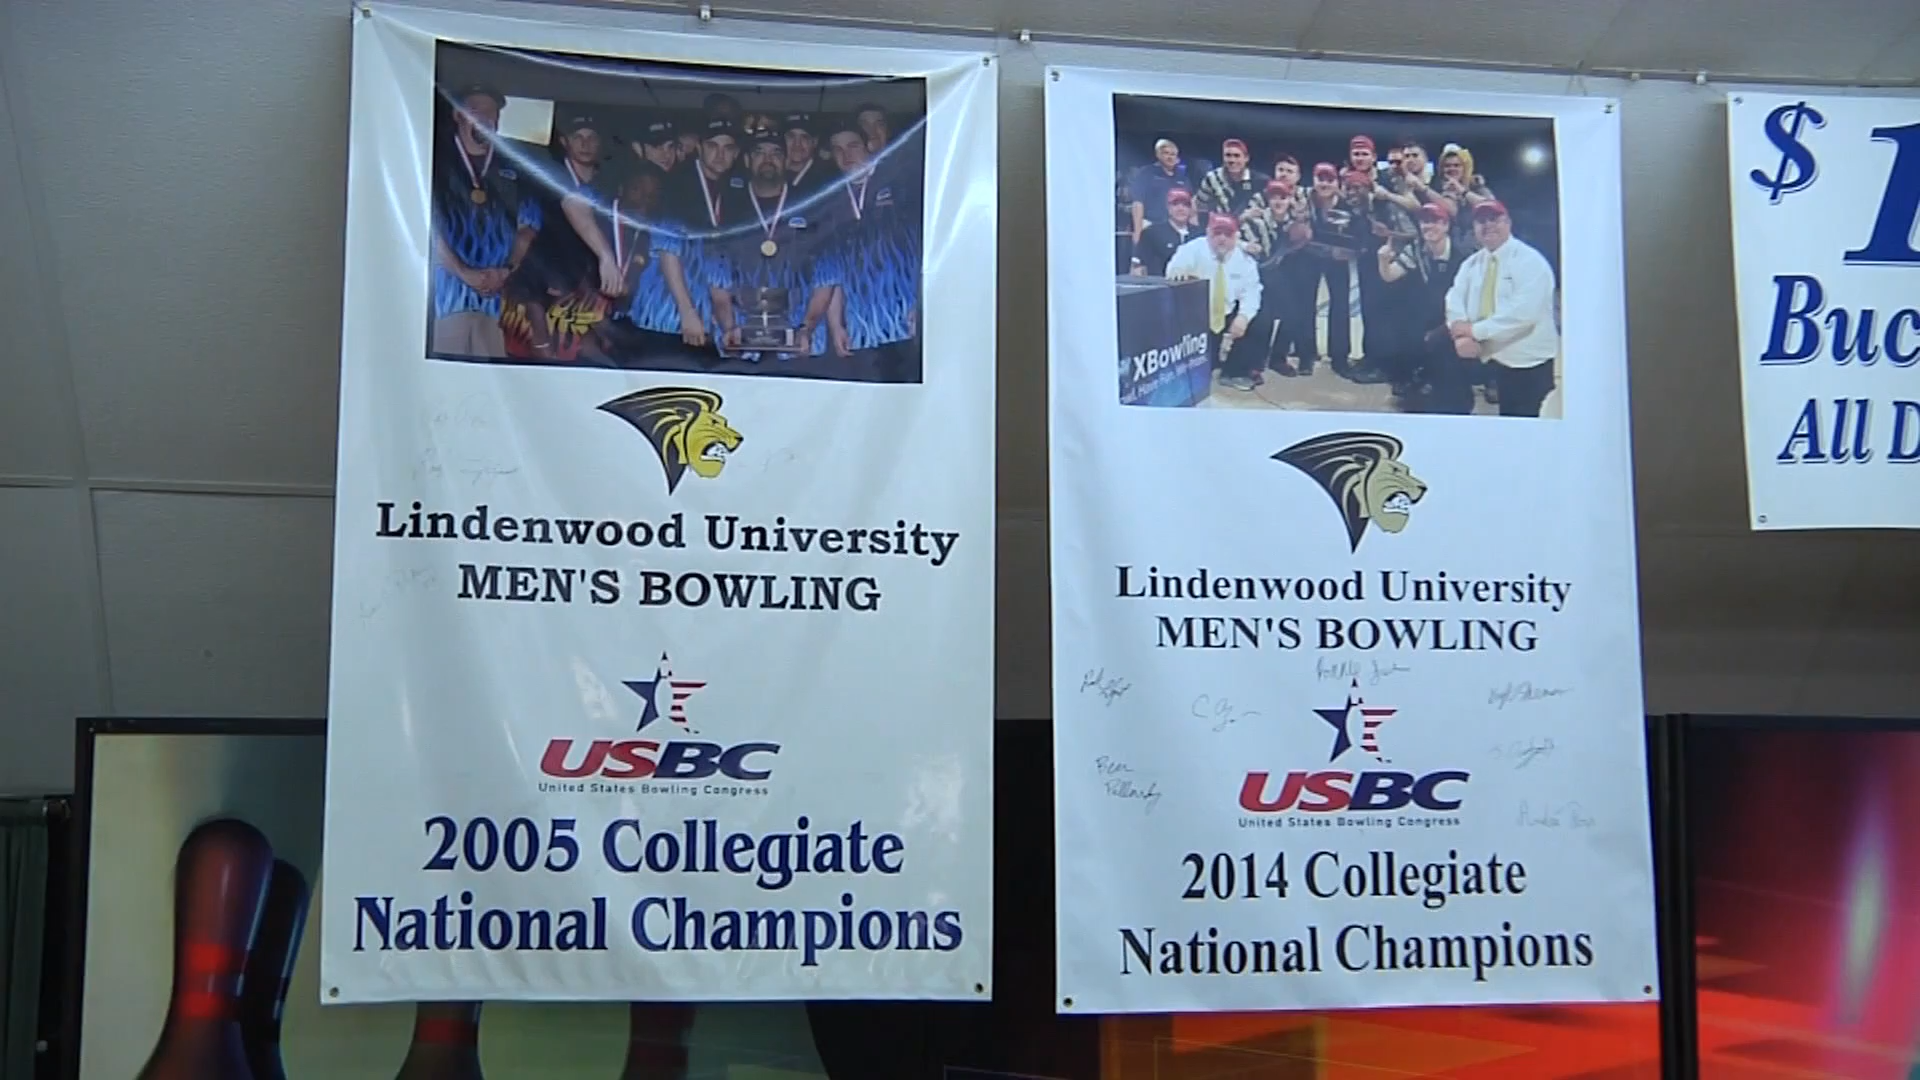 Lindenwood University
MEN'S BOWLING
USBC
United States Bowling Congress
2005 Collegiate
National Champions
XBowling
Lindenwood University
MEN'S BOWLING
USBC
United States Bowling Congress
2014 Collegiate
National Champions
$1
Buc
All D